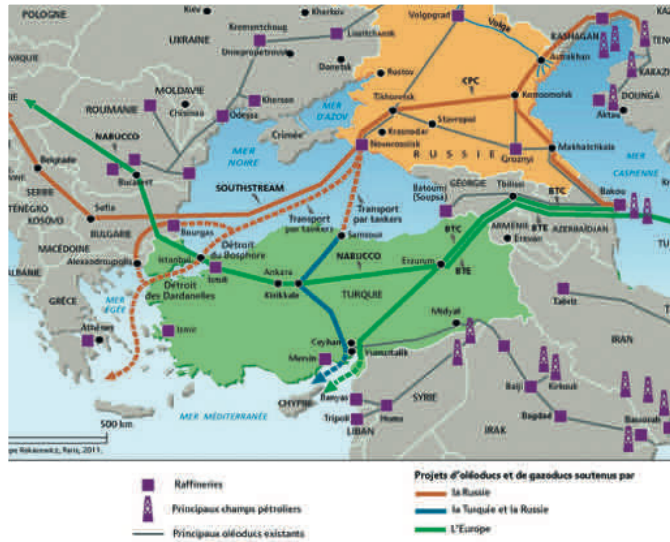 POLOGNE
Kiev
Kharkov
Volgograd
Volga
KASHAGAN
Krementchoug
Lisitchansk
UKRAINE
Dniepropetrovsk
Donetsk
Astrakhan
MOLDAVIE
Chisinau
Kherson
Odessa
Rostov
CPC
Komsomolsk
DOUNGA
Aktau
ROUMANIE
MER
D'AZOV
Tikhoretsk
Stavropol
Crimée
Krasnodar
Novorossisk
RUSSIE
Groznyi
Makhatchkala
MER
CASPIENNE
NABUCCO
MER
NOIRE
Belgrade
Bucarest
SERBIE
SOUTHSTREAM
Batoumi
(Soupsa)
GÉORGIE
Tbilissi
BTC
Bakou
KOSOVO
Sofia
BULGARIE
Bourgas
Transport
par tankers
Transport
par tankers
Samsoun
BTC
ARMÉNIE
Erevan
BTE
AZERBAÏDJAN
MACÉDOINE
Alexandroupolis
Istanbul
Détroit
du Bosphore
Izmit
Ankara
NABUCCO
Erzurum
BTE
Kirikkale
TURQUIE
Détroit
des Dardanelles
GRÈCE
MER
ÉGÉE
Athènes
Izmir
Midyat
Tabriz
IRAN
Ceyhan
Mersin
Yumurtalik
SYRIE
Baiji
Kirkouk
CHYPRE
Banyas
MER MÉDITERRANÉE
Tripoli
Homs
LIBAN
Bagdad
IRAK
Bassorah
500 km
Rekacewicz, Paris, 2011.
Raffineries
Principaux champs pétroliers
Principaux oléoducs existants
Projets d'oléoducs et de gazoducs soutenus par
la Russie
la Turquie et la Russie
L'Europe